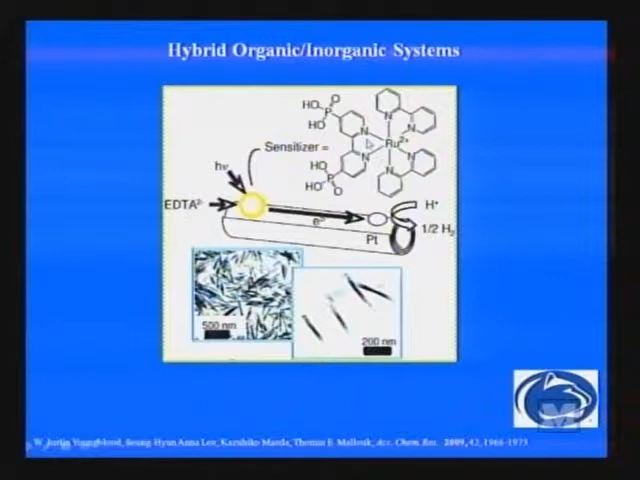 Hybrid Organic/Inorganic Systems
HO
O
P
HO
N
N
Ru2+
N
N
N
N
HO
HO
P
O
Sensitizer =
hν
EDTA2-
e-
H+
1/2 H2
Pt
500 nm
200 nm
W. Justin Youngblood, Seung-Hyun Anna Lee, Kazuhiko Maeda, Thomas E. Mallouk, Acc. Chem. Res. 2009, 42, 1966-1973